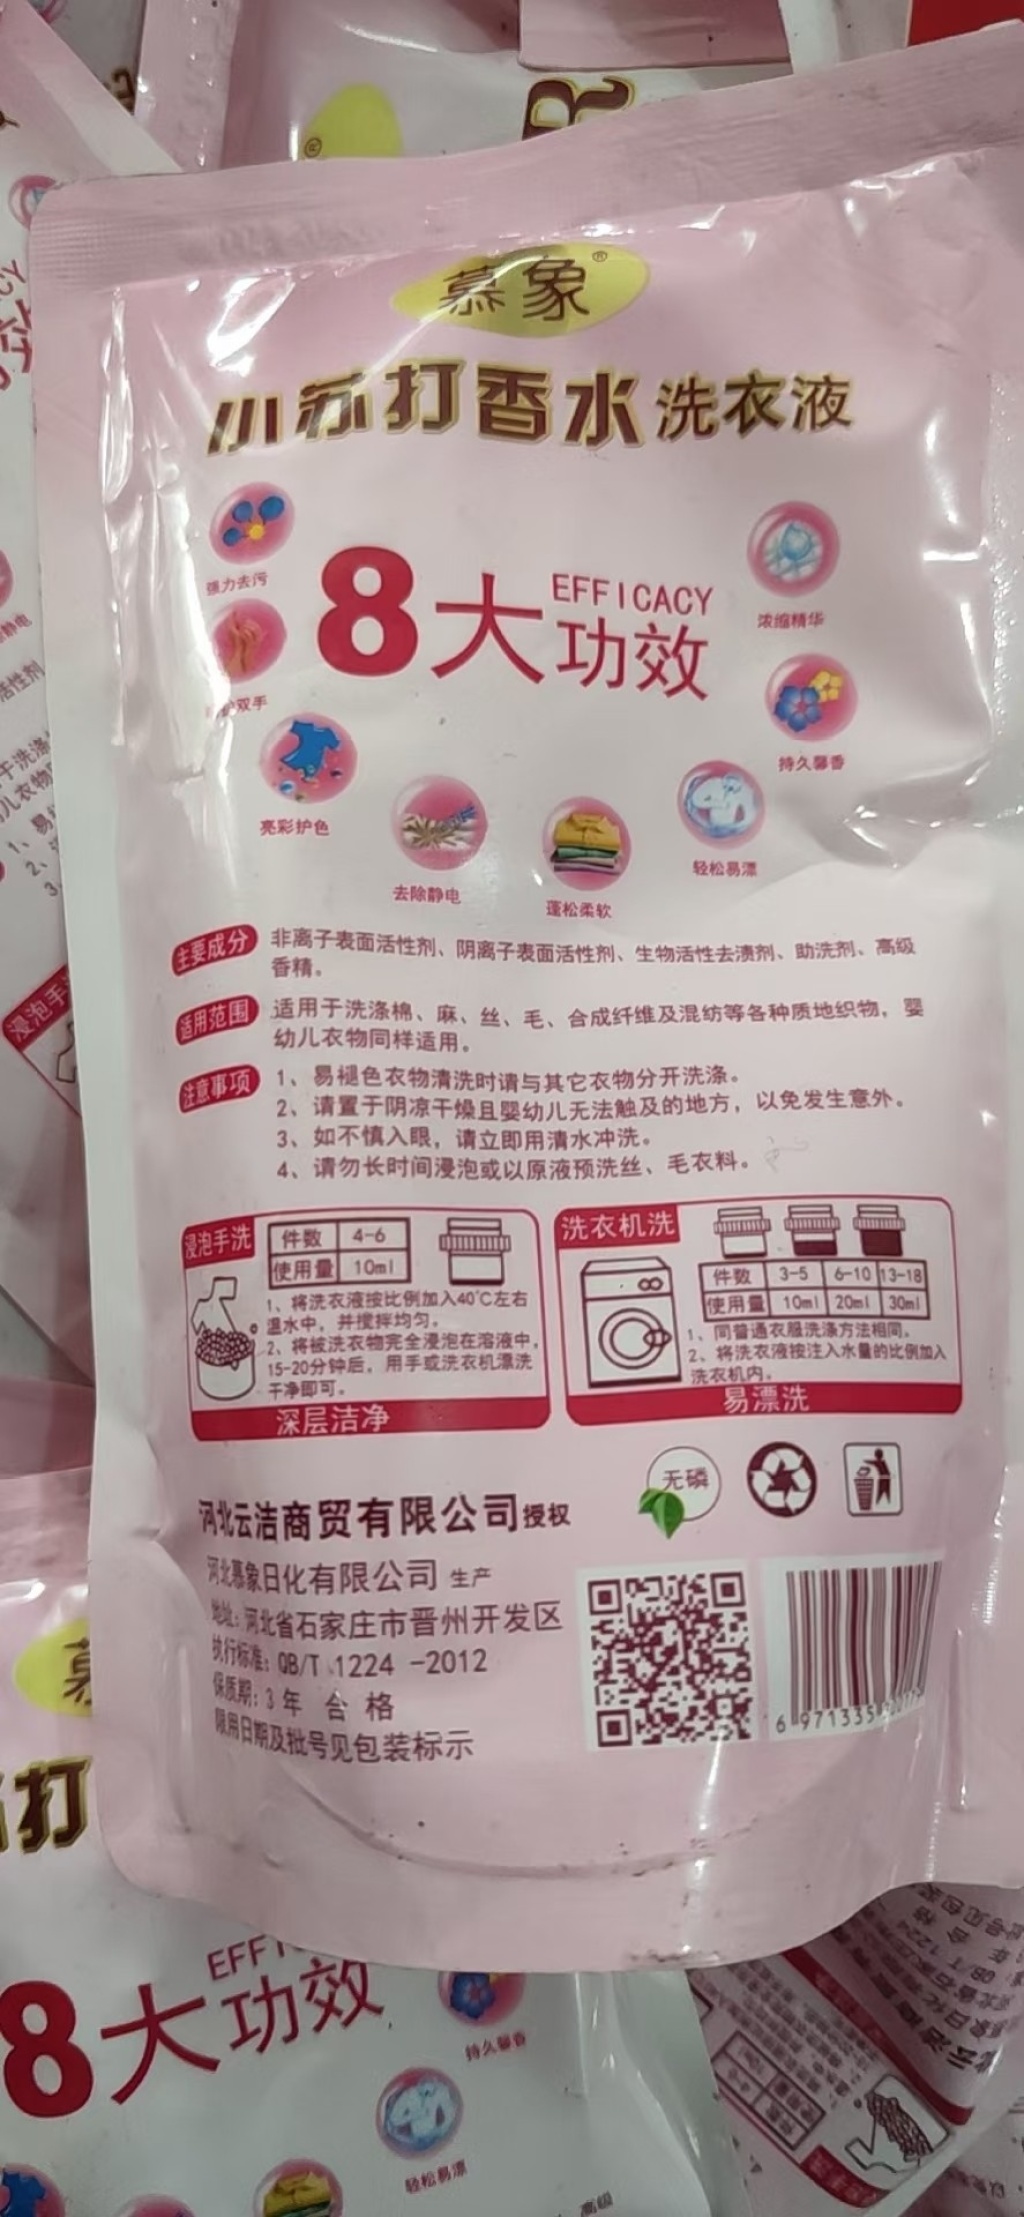 慕象®
小苏打香水洗衣液
8大功效
EFFICACY
强力去污
双手
亮彩护色
去除静电
蓬松柔软
轻松易漂
持久馨香
浓缩精华
主要成分 非离子表面活性剂、阴离子表面活性剂、生物活性去渍剂、助洗剂、高级
香精。
适用范围 适用于洗涤棉、麻、丝、毛、合成纤维及混纺等各种质地织物，婴
幼儿衣物同样适用。
注意事项 1、易褪色衣物清洗时请与其它衣物分开洗涤。
2、请置于阴凉干燥且婴幼儿无法触及的地方，以免发生意外。
3、如不慎入眼，请立即用清水冲洗。
4、请勿长时间浸泡或以原液预洗丝、毛衣料。
浸泡手洗
件数 4-6
使用量 10ml
1、将洗衣液按比例加入40℃左右
温水中，并搅拌均匀。
2、将被洗衣物完全浸泡在溶液中，
15-20分钟后，用手或洗衣机漂洗
干净即可。
深层洁净
洗衣机洗
件数 3-5 6-10 13-18
使用量 10ml 20ml 30ml
1、同普通衣服洗涤方法相同。
2、将洗衣液按注入水量的比例加入
洗衣机内。
易漂洗
无磷
河北云洁商贸有限公司授权
河北慕象日化有限公司 生产
地址：河北省石家庄市晋州开发区
执行标准：QB/T 1224 -2012
保质期：3年 合格
限用日期及批号见包装标示
6 971335
打
8大功效
持久馨香
轻松易漂
高级